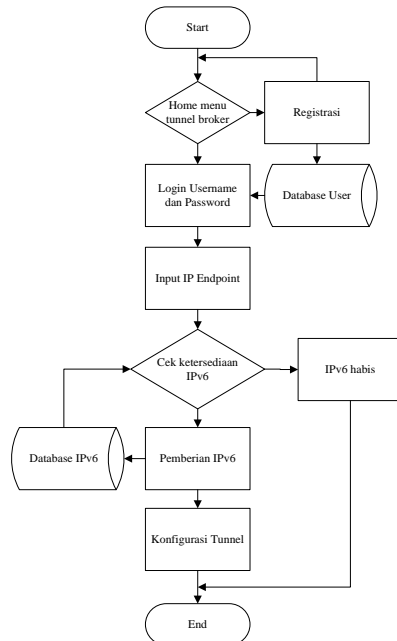 Start
Home menu
tunnel broker
Registrasi
Login Username
dan Password
Database User
Input IP Endpoint
Cek ketersediaan
IPv6
IPv6 habis
Database IPv6
Pemberian IPv6
Konfigurasi Tunnel
End